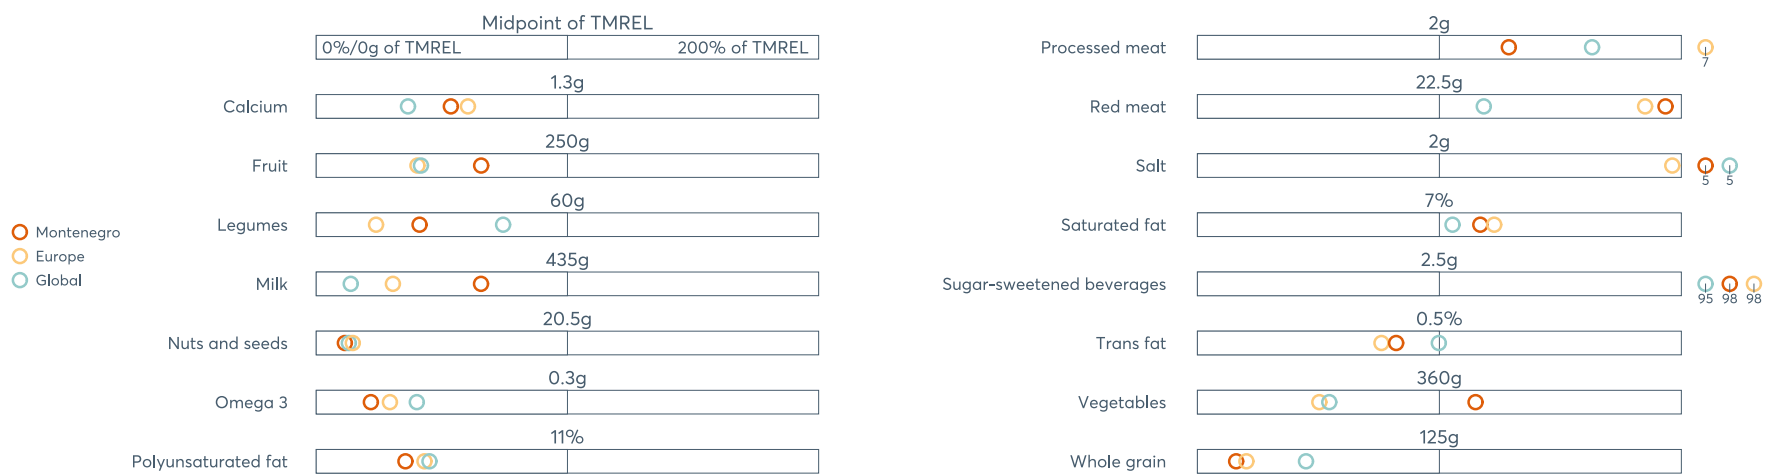 Midpoint of TMREL
0%/0g of TMREL 200% of TMREL
1.3g
Calcium
250g
Fruit
60g
Legumes
435g
Milk
20.5g
Nuts and seeds
0.3g
Omega 3
11%
Polyunsaturated fat
Montenegro
Europe
Global
2g
Processed meat
7
22.5g
Red meat
2g
Salt
5 5
7%
Saturated fat
2.5g
Sugar-sweetened beverages
95 98 98
0.5%
Trans fat
360g
Vegetables
125g
Whole grain